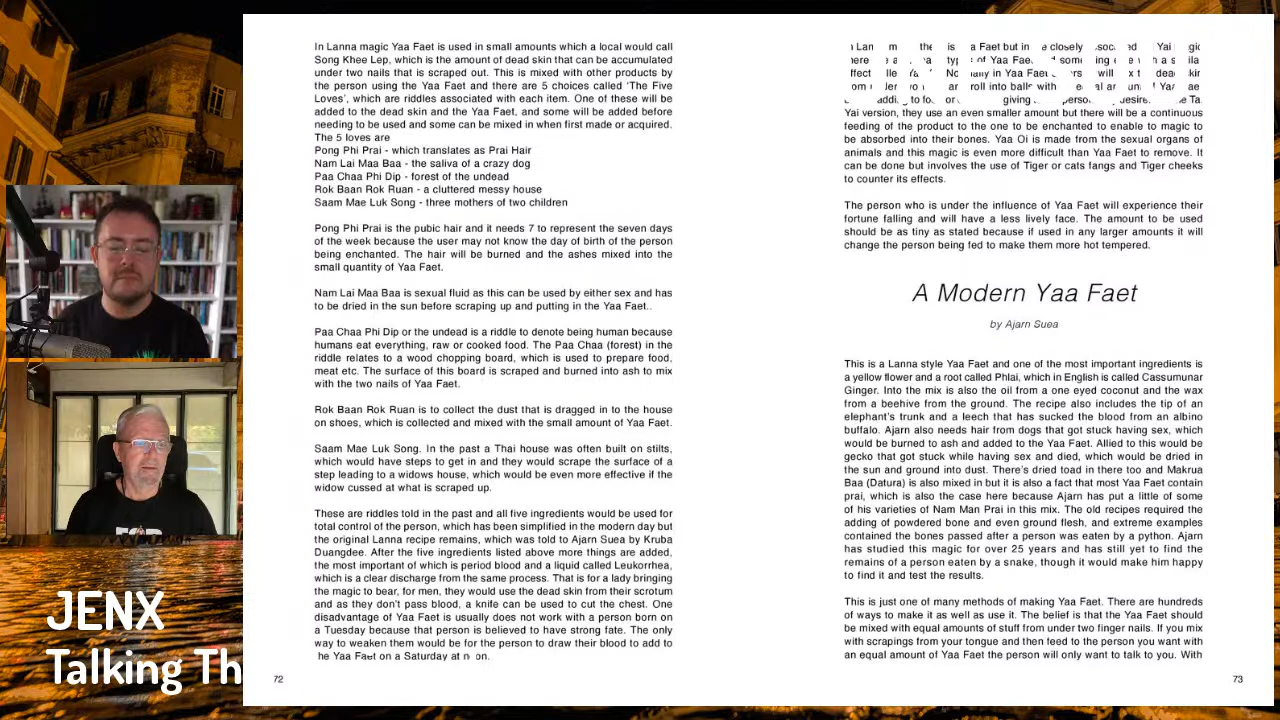 In Lanna magic Yaa Faet is used in small amounts which a local would call
Song Khee Lep, which is the amount of dead skin that can be accumulated
under two nails that is scraped out. This is mixed with other products by
the person using the Yaa Faet and there are 5 choices called ‘The Five
Loves’, which are riddles associated with each item. One of these will be
added to the dead skin and the Yaa Faet, and some will be added before
needing to be used and some can be mixed in when first made or acquired.
The 5 loves are
Pong Phi Prai - which translates as Prai Hair
Nam Lai Maa Baa - the saliva of a crazy dog
Paa Chaa Phi Dip - forest of the undead
Rok Baan Rok Ruan - a cluttered messy house
Saam Mae Luk Song - three mothers of two children
Pong Phi Prai is the pubic hair and it needs 7 to represent the seven days
of the week because the user may not know the day of birth of the person
being enchanted. The hair will be burned and the ashes mixed into the
small quantity of Yaa Faet.
Nam Lai Maa Baa is sexual fluid as this can be used by either sex and has
to be dried in the sun before scraping up and putting in the Yaa Faet..
Paa Chaa Phi Dip or the undead is a riddle to denote being human because
humans eat everything, raw or cooked food. The Paa Chaa (forest) in the
riddle relates to a wood chopping board, which is used to prepare food,
meat etc. The surface of this board is scraped and burned into ash to mix
with the two nails of Yaa Faet.
Rok Baan Rok Ruan is to collect the dust that is dragged in to the house
on shoes, which is collected and mixed with the small amount of Yaa Faet.
Saam Mae Luk Song. In the past a Thai house was often built on stilts,
which would have steps to get in and they would scrape the surface of a
step leading to a widows house, which would be even more effective if the
widow cussed at what is scraped up.
These are riddles told in the past and all five ingredients would be used for
total control of the person, which has been simplified in the modern day but
the original Lanna recipe remains, which was told to Ajarn Suea by Kruba
Duangdee. After the five ingredients listed above more things are added,
the most important of which is period blood and a liquid called Leukorrhea,
which is a clear discharge from the same process. That is for a lady bringing
the magic to bear, for men, they would use the dead skin from their scrotum
and as they don’t pass blood, a knife can be used to cut the chest. One
disadvantage of Yaa Faet is usually does not work with a person born on
a Tuesday because that person is believed to have strong fate. The only
way to weaken them would be for the person to draw their blood to add to
the Yaa Faet on a Saturday at noon.
72
is a Faet but in closely
Yaa Faet
in Yaa Faet will dead
roll into balls with
adding to giving
Yai version, they use an even smaller amount but there will be a continuous
feeding of the product to the one to be enchanted to enable to magic to
be absorbed into their bones. Yaa Oi is made from the sexual organs of
animals and this magic is even more difficult than Yaa Faet to remove. It
can be done but involves the use of Tiger or cats fangs and Tiger cheeks
to counter its effects.
The person who is under the influence of Yaa Faet will experience their
fortune falling and will have a less lively face. The amount to be used
should be as tiny as stated because if used in any larger amounts it will
change the person being fed to make them more hot tempered.
A Modern Yaa Faet
by Ajarn Suea
This is a Lanna style Yaa Faet and one of the most important ingredients is
a yellow flower and a root called Phlai, which in English is called Cassumunar
Ginger. Into the mix is also the oil from a one eyed coconut and the wax
from a beehive from the ground. The recipe also includes the tip of an
elephant’s trunk and a leech that has sucked the blood from an albino
buffalo. Ajarn also needs hair from dogs that got stuck having sex, which
would be burned to ash and added to the Yaa Faet. Allied to this would be
gecko that got stuck while having sex and died, which would be dried in
the sun and ground into dust. There’s dried toad in there too and Makrua
Baa (Datura) is also mixed in but it is also a fact that most Yaa Faet contain
prai, which is also the case here because Ajarn has put a little of some
of his varieties of Nam Man Prai in this mix. The old recipes required the
adding of powdered bone and even ground flesh, and extreme examples
contained the bones passed after a person was eaten by a python. Ajarn
has studied this magic for over 25 years and has still yet to find the
remains of a person eaten by a snake, though it would make him happy
to find it and test the results.
This is just one of many methods of making Yaa Faet. There are hundreds
of ways to make it as well as use it. The belief is that the Yaa Faet should
be mixed with equal amounts of stuff from under two finger nails. If you mix
with scrapings from your tongue and then feed to the person you want with
an equal amount of Yaa Faet the person will only want to talk to you. With
73
JENX
Talking Th